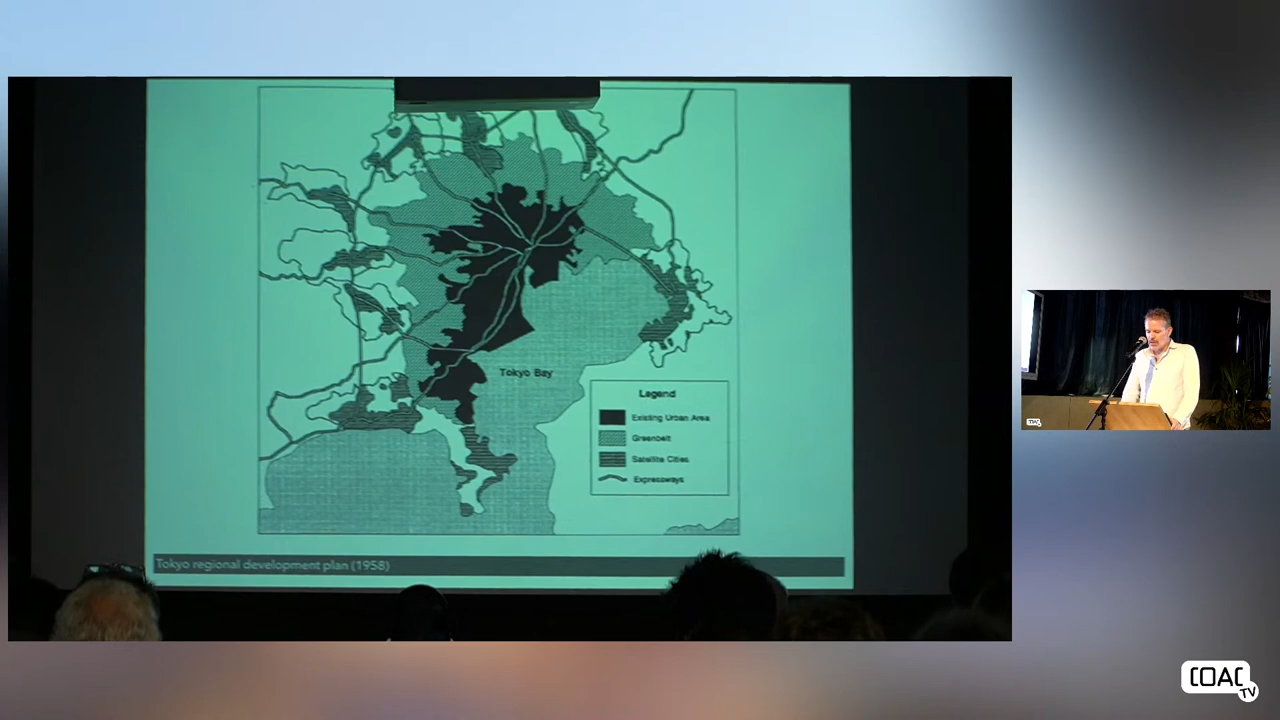 Tokyo Bay
Legend
Existing Urban Area
Greenbelt
Satellite Cities
Expressways
Tokyo regional development plan (1958)
COAC
TV